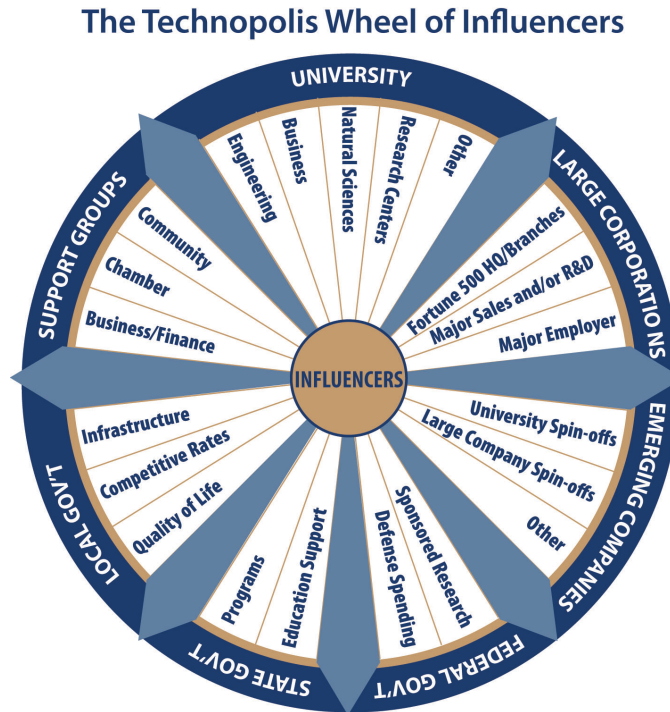 The Technopolis Wheel of Influencers
UNIVERSITY
Engineering
Business
Natural Sciences
Research Centers
Other
LARGE CORPORATIO NS
Fortune 500 HQ/Branches
Major Sales and/or R&D
Major Employer
EMERGING COMPANIES
University Spin-offs
Large Company Spin-offs
Other
FEDERAL GOV'T
Sponsored Research
Defense Spending
STATE GOV'T
Education Support
Programs
LOCAL GOV'T
Quality of Life
Competitive Rates
Infrastructure
SUPPORT GROUPS
Business/Finance
Chamber
Community
INFLUENCERS